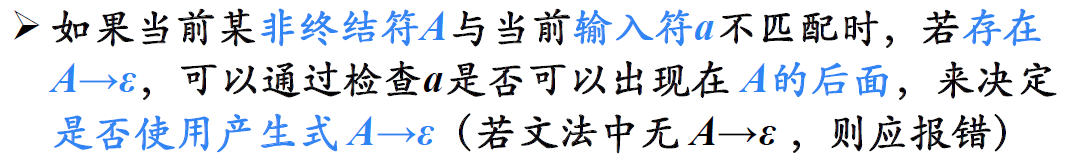 ➢ 如果当前某非终结符A与当前输入符a不匹配时，若存在
A→ε，可以通过检查a是否可以出现在A的后面，来决定
是否使用产生式A→ε（若文法中无A→ε，则应报错）